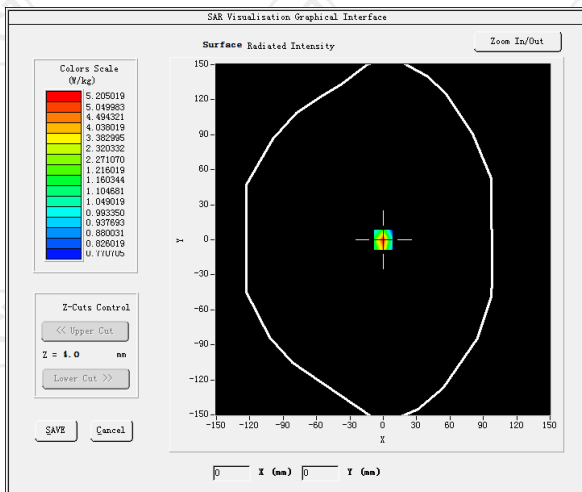 SAR Visualisation Graphical Interface
Surface Radiated Intensity
Zoom In/Out
Colors Scale
(W/kg)
5.205019
5.049983
4.494321
4.038019
3.382995
2.320332
2.271070
1.216019
1.160344
1.104681
1.049019
0.993350
0.937693
0.880031
0.826019
0.770705
Z-Cuts Control
<< Upper Cut
Z = 4.0 mm
Lower Cut >>
SAVE Cancel
150
120
90
60
30
0
-30
-60
-90
-120
-150
Y
-150 -120 -90 -60 -30 0 30 60 90 120 150
X
0 X (mm) 0 Y (mm)